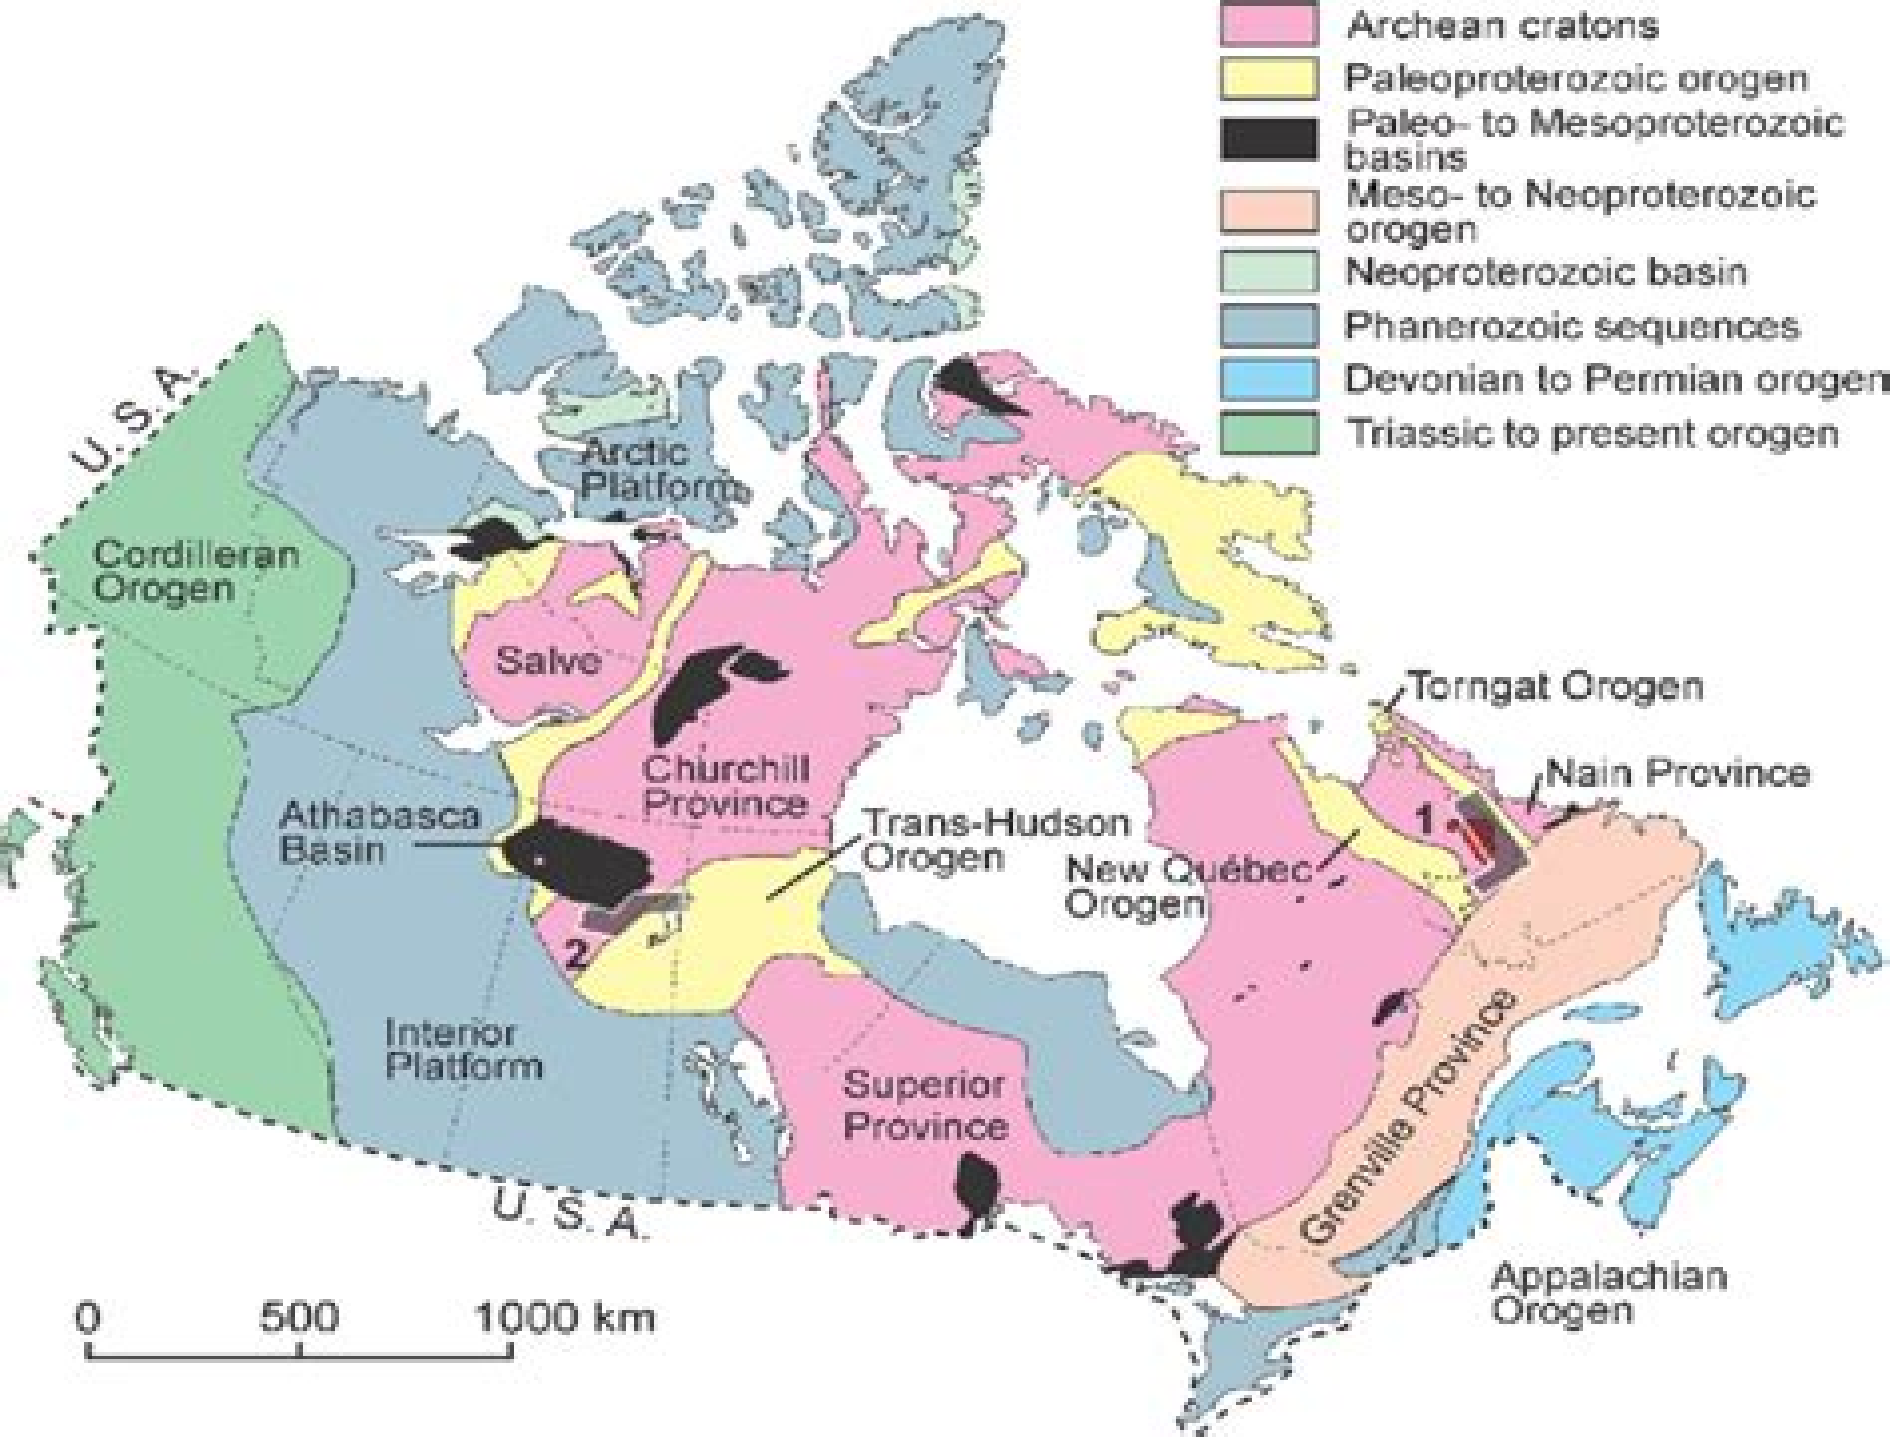 Archean cratons
Paleoproterozoic orogen
Paleo- to Mesoproterozoic
basins
Meso- to Neoproterozoic
orogen
Neoproterozoic basin
Phanerozoic sequences
Devonian to Permian orogen
Triassic to present orogen
U. S. A.
Arctic
Platform
Cordilleran
Orogen
Salve
Torngat Orogen
Churchill
Province
Nain Province
Athabasca
Basin
Trans-Hudson
Orogen
1
New Québec
Orogen
2
Interior
Platform
Superior
Province
Grenville Province
U. S. A.
Appalachian
Orogen
0 500 1000 km